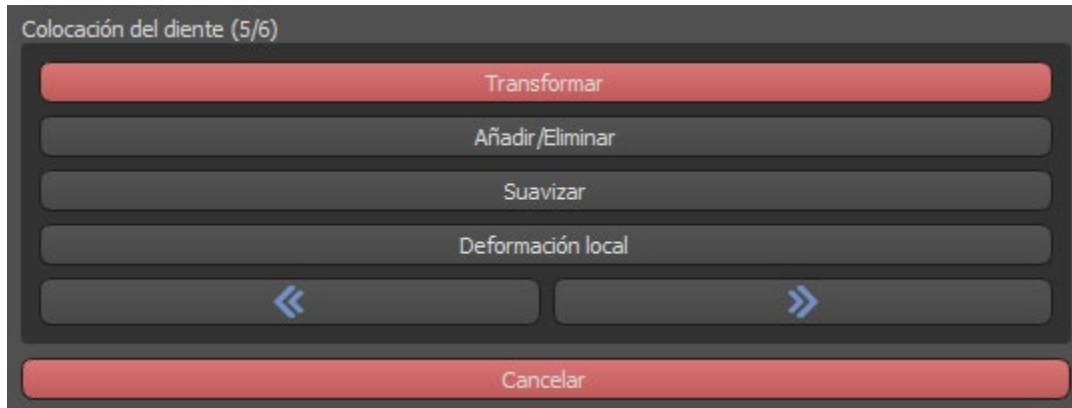 Colocación del diente (5/6)
Transformar
Añadir/Eliminar
Suavizar
Deformación local
Cancelar